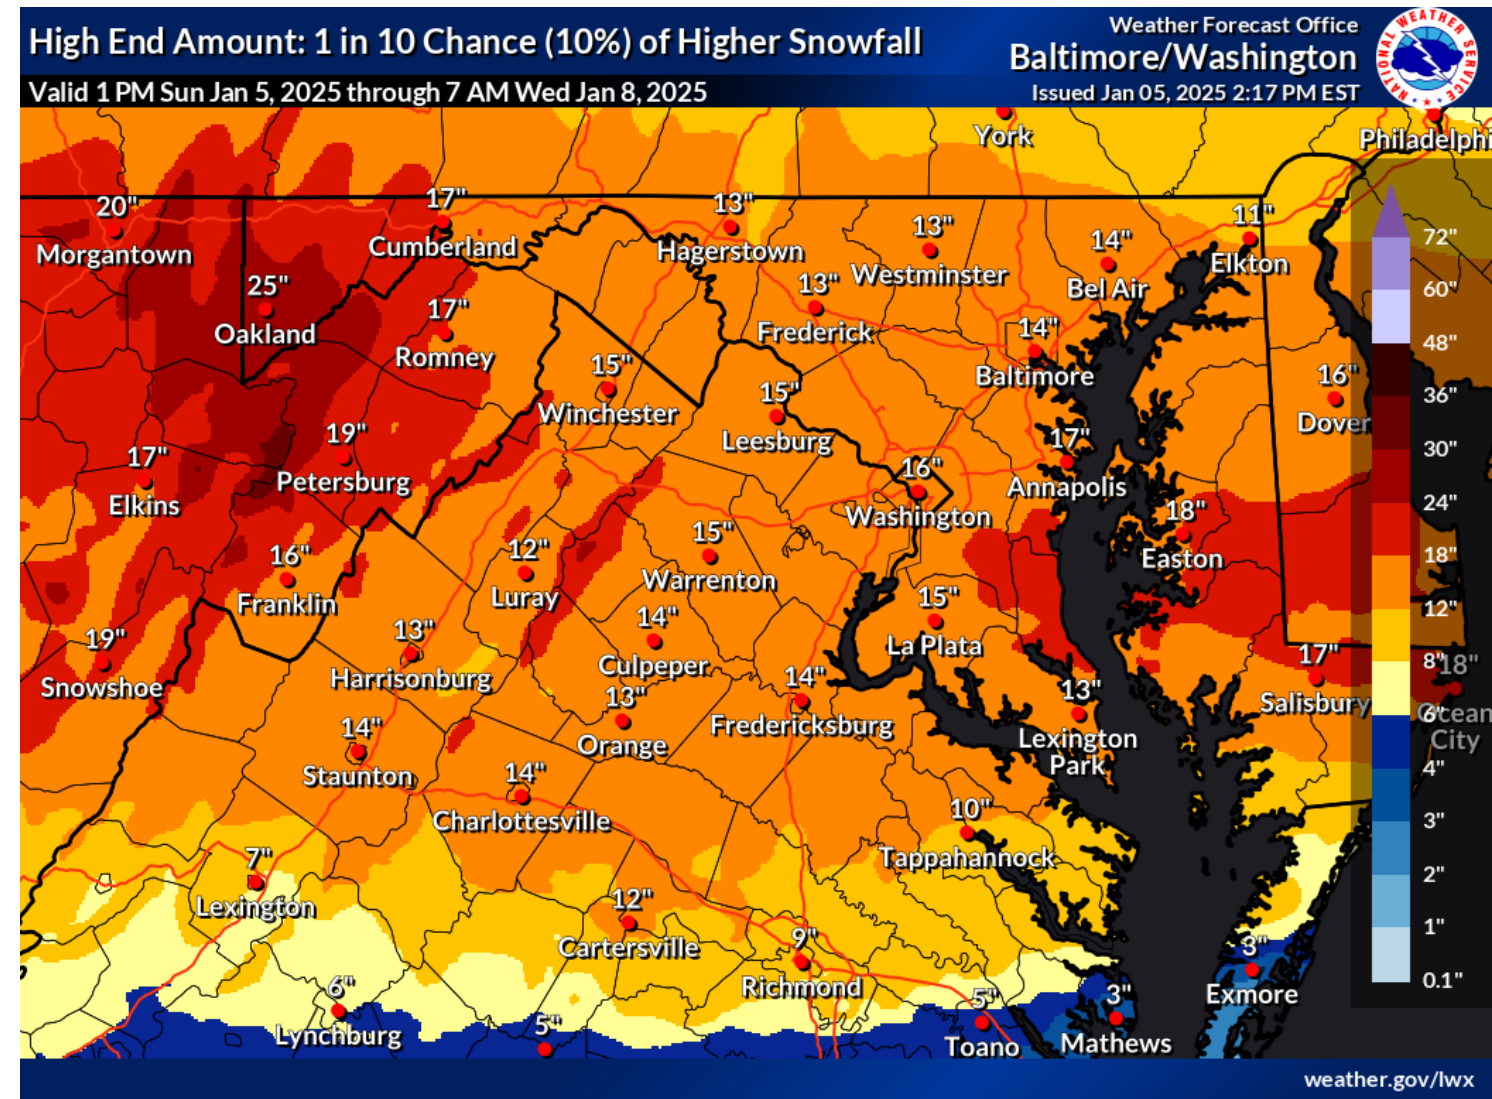 High End Amount: 1 in 10 Chance (10%) of Higher Snowfall
Valid 1 PM Sun Jan 5, 2025 through 7 AM Wed Jan 8, 2025
Weather Forecast Office
Baltimore/Washington
Issued Jan 05, 2025 2:17 PM EST
NATIONAL WEATHER SERVICE
York
Philadelphi
20"
Morgantown
17"
Cumberland
13"
Hagerstown
13"
Westminster
14"
Bel Air
11"
Elkton
25"
Oakland
17"
Romney
13"
Frederick
14"
Baltimore
15"
Winchester
15"
Leesburg
16"
Dover
17"
Elkins
19"
Petersburg
16"
Washington
17"
Annapolis
18"
Easton
16"
Franklin
12"
Luray
15"
Warrenton
15"
La Plata
19"
Snowshoe
13"
Harrisonburg
14"
Culpeper
13"
Orange
14"
Fredericksburg
13"
Lexington
Park
17"
Salisbury
18"
Ocean
City
14"
Staunton
14"
Charlottesville
10"
Tappahannock
7"
Lexington
12"
Cartersville
9"
Richmond
3"
Exmore
6"
Lynchburg
5"
5"
Toano
3"
Mathews
72"
60"
48"
36"
30"
24"
18"
12"
8"
6"
4"
3"
2"
1"
0.1"
weather.gov/lwx